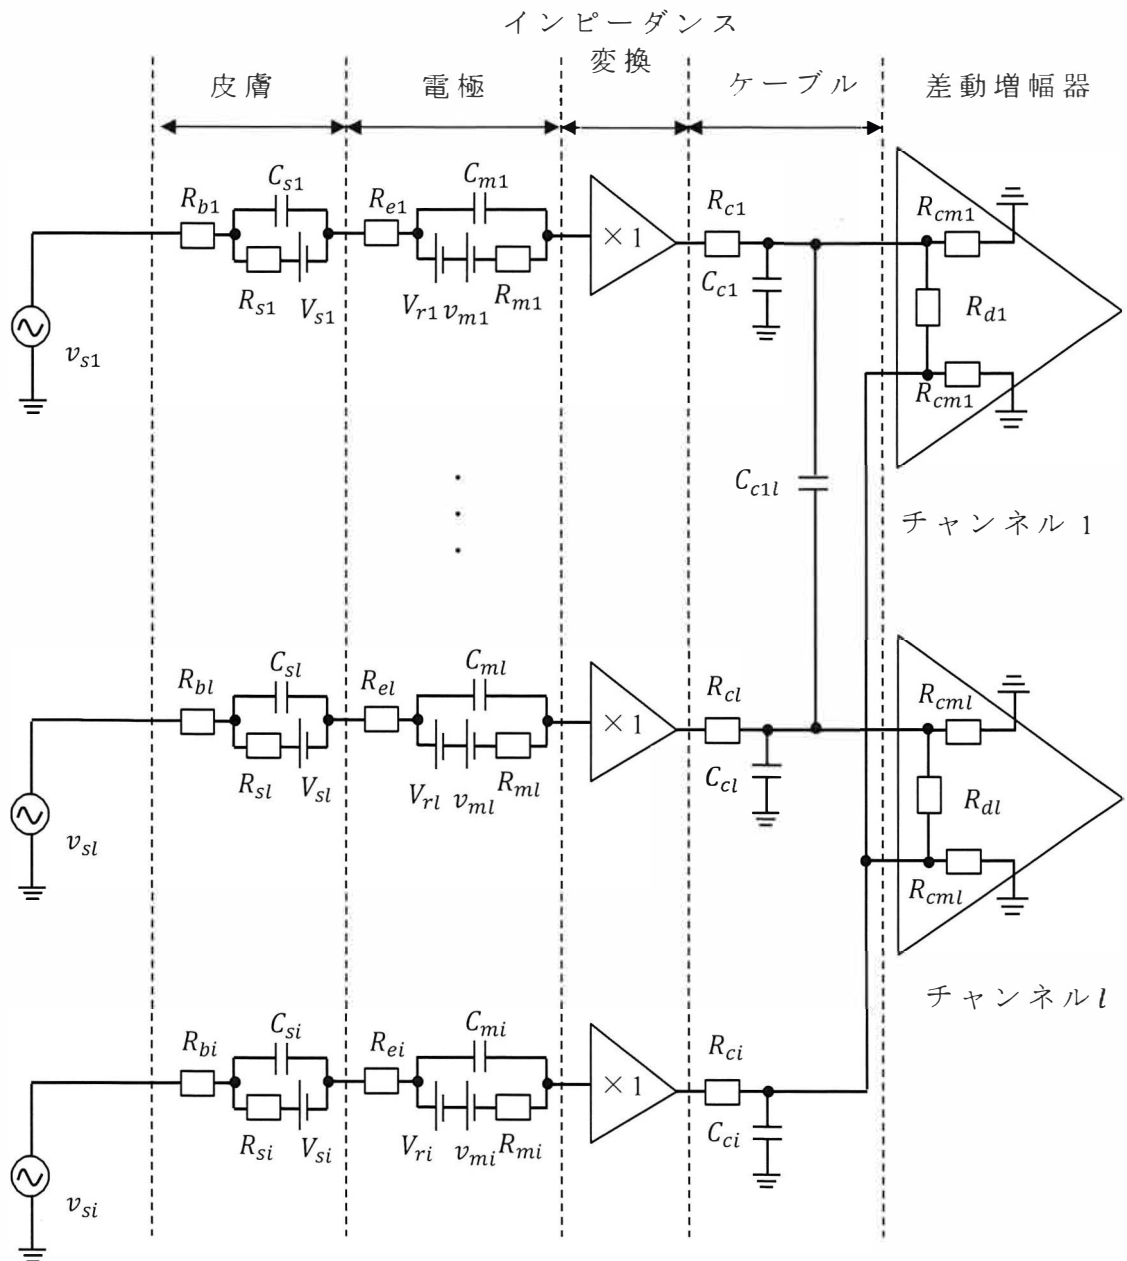 インピーダンス
変換
皮膚
電極
ケーブル
差動増幅器
C_{s1}
C_{m1}
R_{b1}
R_{e1}
R_{c1}
R_{cm1}
×1
R_{s1}
V_{s1}
V_{r1}
v_{m1}
R_{m1}
C_{c1}
R_{d1}
v_{s1}
R_{cm1}
C_{c1l}
チャンネル 1
C_{sl}
C_{ml}
R_{bl}
R_{el}
R_{cl}
R_{cml}
×1
R_{sl}
V_{sl}
V_{rl}
v_{ml}
R_{ml}
C_{cl}
R_{dl}
v_{sl}
R_{cml}
チャンネル l
C_{si}
C_{mi}
R_{bi}
R_{ei}
R_{ci}
×1
R_{si}
V_{si}
V_{ri}
v_{mi}
R_{mi}
C_{ci}
v_{si}